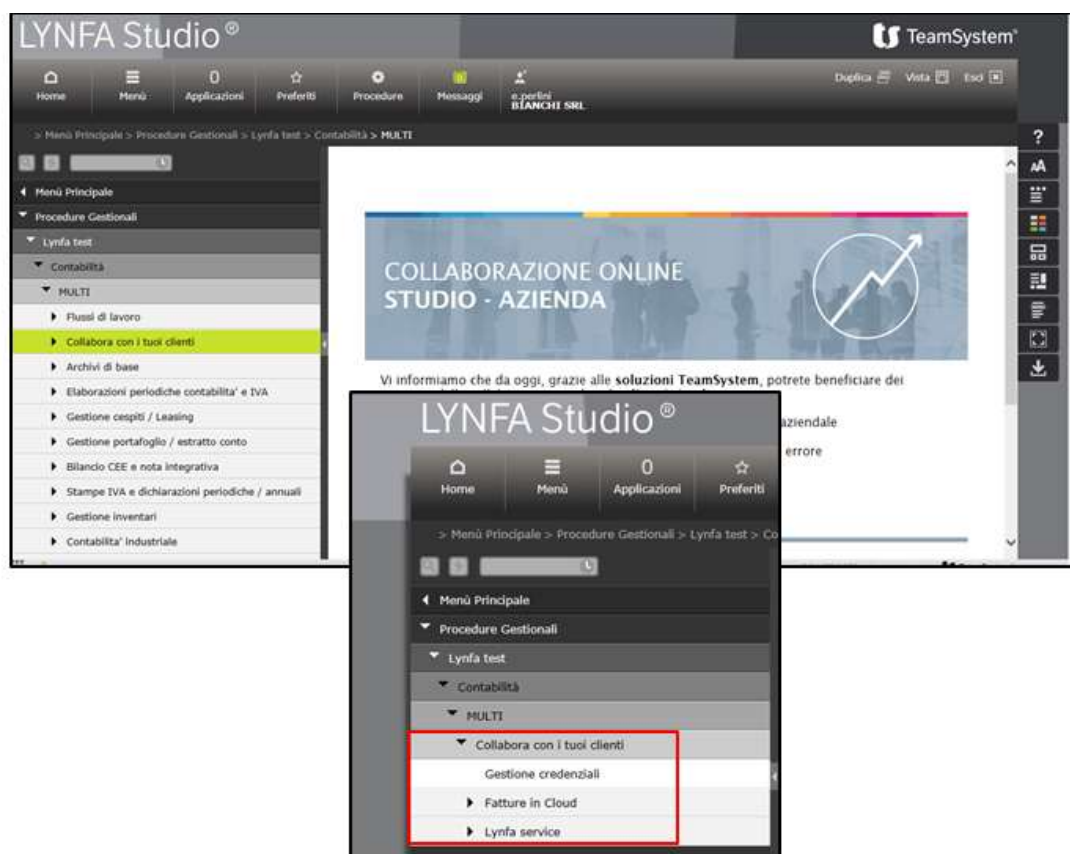 LYNFA Studio®
TeamSystem®
Home
Menù
0
Applicazioni
Preferiti
Procedure
Messaggi
e.perlini
BIANCHI SRL
Duplica
Vista
Esci
> Menù Principale > Procedure Gestionali > Lynfa test > Contabilità > MULTI
?
AA
Menù Principale
Procedure Gestionali
Lynfa test
Contabilità
MULTI
Flussi di lavoro
Collabora con i tuoi clienti
Archivi di base
Elaborazioni periodiche contabilita' e IVA
Gestione cespiti / Leasing
Gestione portafoglio / estratto conto
Bilancio CEE e nota integrativa
Stampe IVA e dichiarazioni periodiche / annuali
Gestione inventari
Contabilita' industriale
COLLABORAZIONE ONLINE
STUDIO - AZIENDA
Vi informiamo che da oggi, grazie alle soluzioni TeamSystem, potrete beneficiare dei
aziendale
errore
LYNFA Studio®
Home
Menù
0
Applicazioni
Preferiti
> Menù Principale > Procedure Gestionali > Lynfa test > Co
Menù Principale
Procedure Gestionali
Lynfa test
Contabilità
MULTI
Collabora con i tuoi clienti
Gestione credenziali
Fatture in Cloud
Lynfa service